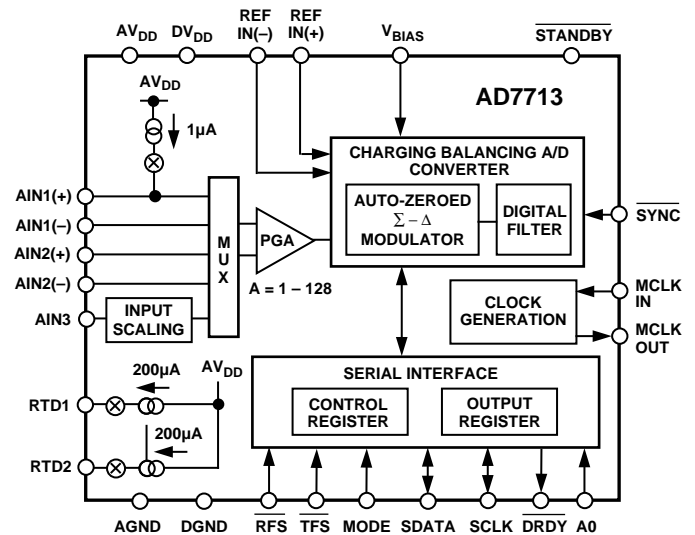 AVDD
DVDD
REF
IN(–)
REF
IN(+)
VBIAS
STANDBY
AVDD
1µA
AD7713
CHARGING BALANCING A/D
CONVERTER
AUTO-ZEROED
Σ – Δ
MODULATOR
DIGITAL
FILTER
AIN1(+)
AIN1(–)
AIN2(+)
AIN2(–)
AIN3
MUX
PGA
A = 1 – 128
INPUT
SCALING
SYNC
CLOCK
GENERATION
MCLK
IN
MCLK
OUT
AVDD
200µA
RTD1
200µA
RTD2
SERIAL INTERFACE
CONTROL
REGISTER
OUTPUT
REGISTER
AGND
DGND
RFS
TFS
MODE
SDATA
SCLK
DRDY
A0